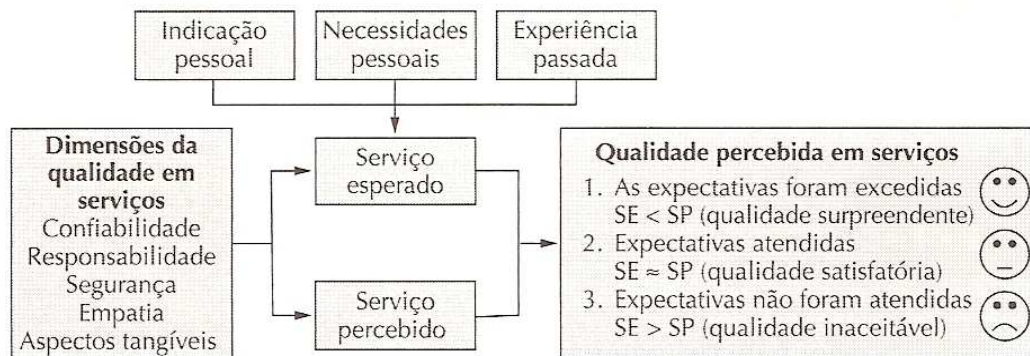 Indicação
pessoal
Necessidades
pessoais
Experiência
passada
Dimensões da
qualidade em
serviços
Confiabilidade
Responsabilidade
Segurança
Empatia
Aspectos tangíveis
Serviço
esperado
Serviço
percebido
Qualidade percebida em serviços
1. As expectativas foram excedidas
SE < SP (qualidade surpreendente)
2. Expectativas atendidas
SE ≈ SP (qualidade satisfatória)
3. Expectativas não foram atendidas
SE > SP (qualidade inaceitável)